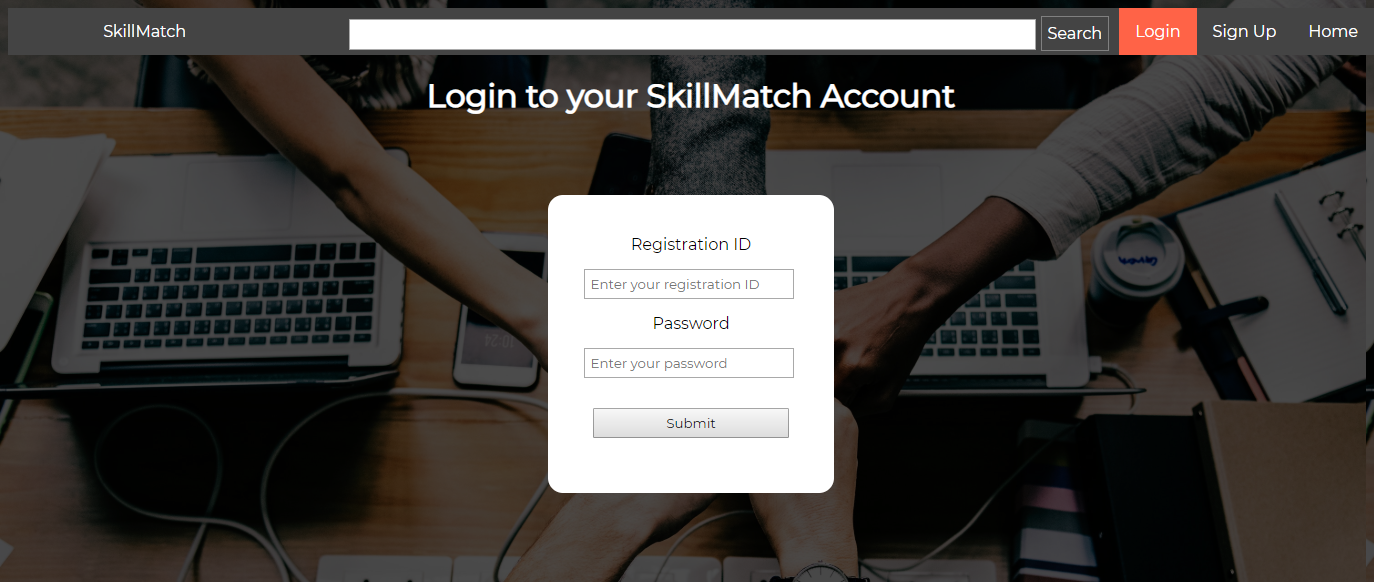 SkillMatch Search Login Sign Up Home
Login to your SkillMatch Account
Registration ID
Enter your registration ID
Password
Enter your password
Submit